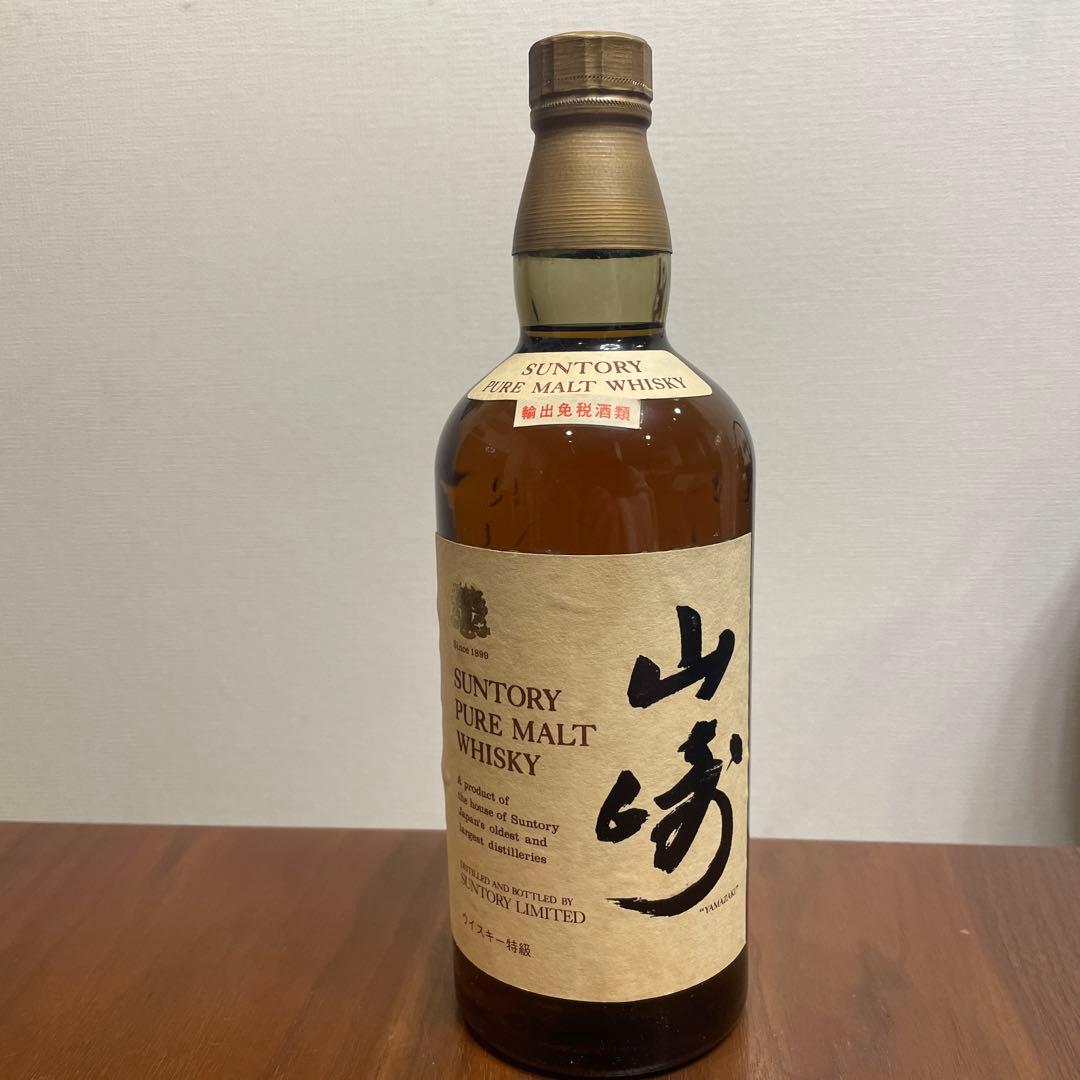 SUNTORY
PURE MALT WHISKY
輸出免税酒類
Since 1899
SUNTORY
PURE MALT
WHISKY
A product of
the house of Suntory
Japan's oldest and
largest distilleries
DISTILLED AND BOTTLED BY
SUNTORY LIMITED
ウイスキー特級
山崎
"YAMAZAKI"